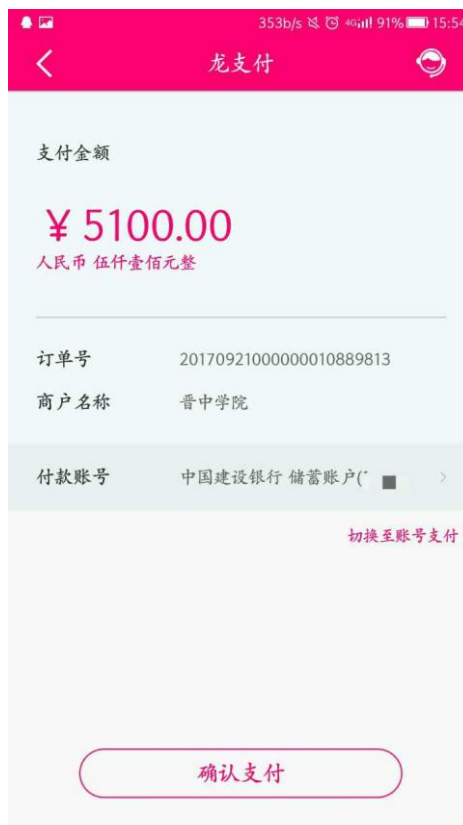 353b/s 4G 91% 15:54
龙支付
支付金额
¥ 5100.00
人民币 伍仟壹佰元整
订单号 20170921000000010889813
商户名称 晋中学院
付款账号 中国建设银行 储蓄账户(
切换至账号支付
确认支付